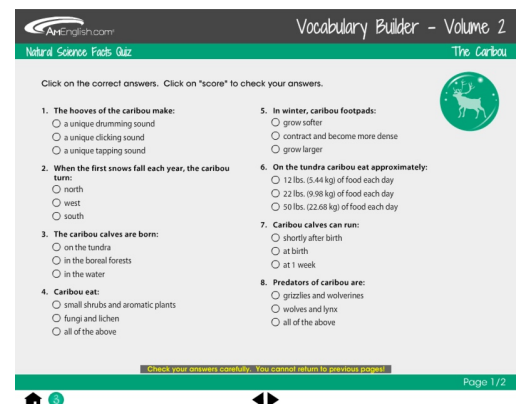 AmEnglish.com
Vocabulary Builder - Volume 2
Natural Science Facts Quiz
The Caribou
Click on the correct answers. Click on "score" to check your answers.
1. The hooves of the caribou make:
a unique drumming sound
a unique clicking sound
a unique tapping sound
2. When the first snows fall each year, the caribou
turn:
north
west
south
3. The caribou calves are born:
on the tundra
in the boreal forests
in the water
4. Caribou eat:
small shrubs and aromatic plants
fungi and lichen
all of the above
5. In winter, caribou footpads:
grow softer
contract and become more dense
grow larger
6. On the tundra caribou eat approximately:
12 lbs. (5.44 kg) of food each day
22 lbs. (9.98 kg) of food each day
50 lbs. (22.68 kg) of food each day
7. Caribou calves can run:
shortly after birth
at birth
at 1 week
8. Predators of caribou are:
grizzlies and wolverines
wolves and lynx
all of the above
Check your answers carefully. You cannot return to previous pages!
Page 1/2
3